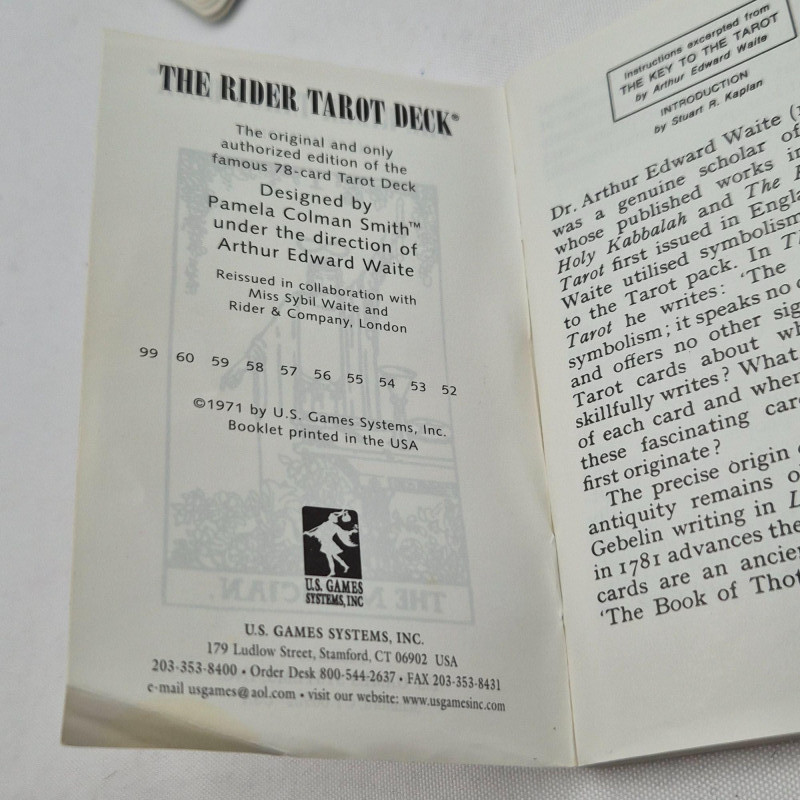 THE RIDER TAROT DECK®
The original and only
authorized edition of the
famous 78-card Tarot Deck
Designed by
Pamela Colman Smith™
under the direction of
Arthur Edward Waite
Reissued in collaboration with
Miss Sybil Waite and
Rider & Company, London
99 60 59 58 57 56 55 54 53 52
©1971 by U.S. Games Systems, Inc.
Booklet printed in the USA
U.S. GAMES
SYSTEMS, INC
THE MAGICIAN.
U.S. GAMES SYSTEMS, INC.
179 Ludlow Street, Stamford, CT 06902 USA
203-353-8400 • Order Desk 800-544-2637 • FAX 203-353-8431
e-mail usgames@aol.com • visit our website: www.usgamesinc.com
Instructions excerpted from
THE KEY TO THE TAROT
by Arthur Edward Waite
INTRODUCTION
by Stuart R. Kaplan
Dr. Arthur Edward Waite (
was a genuine scholar of
whose published works in
Holy Kabbalah and The
Tarot first issued in Engla
Waite utilised symbolism
to the Tarot pack. In
Tarot he writes: 'The
symbolism; it speaks no
and offers no other sig
Tarot cards about wh
skillfully writes? What
of each card and when
these fascinating car
first originate?
The precise origin
antiquity remains o
Gebelin writing in L
in 1781 advances the
cards are an ancien
'The Book of Thot